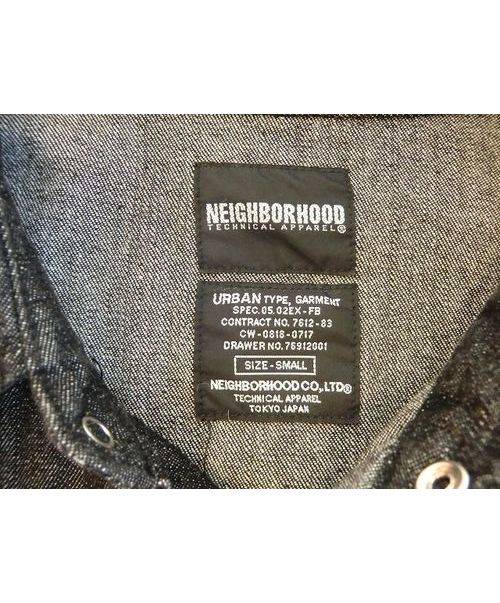 NEIGHBORHOOD
TECHNICAL APPAREL®
URBAN TYPE, GARMENT
SPEC.05.02EX-FB
CONTRACT NO. 7612-83
CW-0818-0717
DRAWER NO.76912001
SIZE-SMALL
NEIGHBORHOOD CO., LTD®
TECHNICAL APPAREL
TOKYO JAPAN